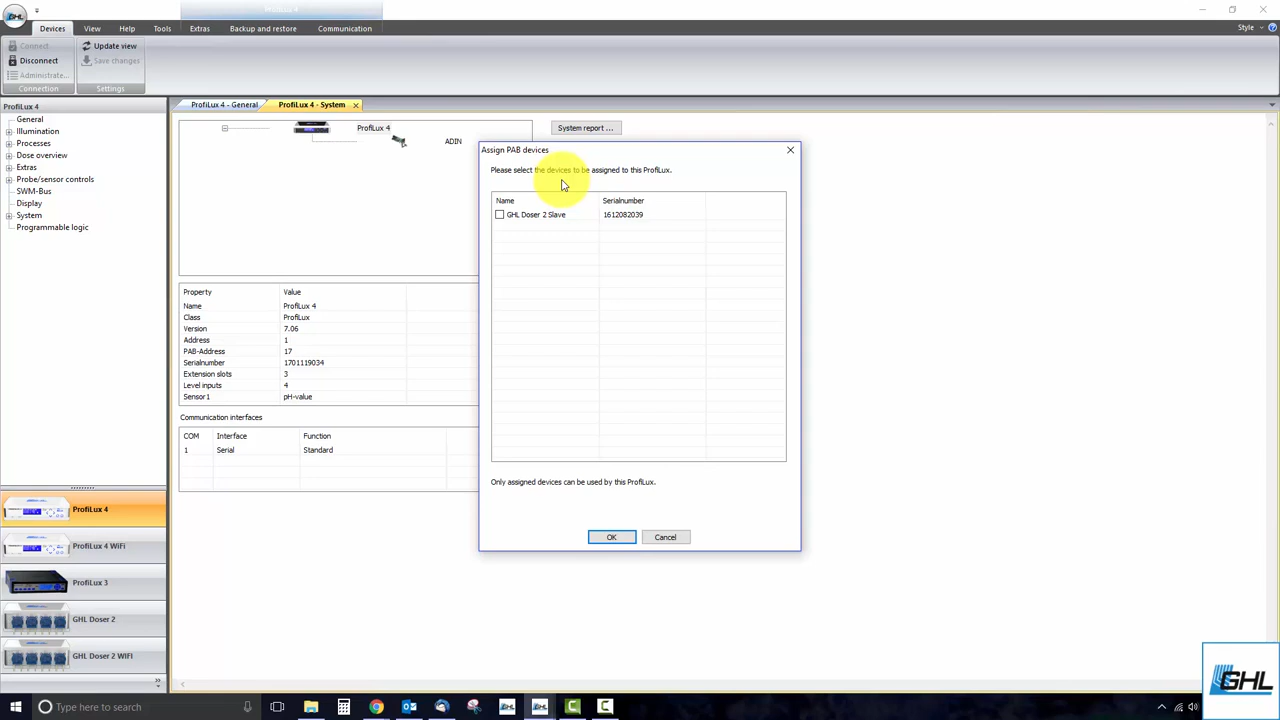 GHL
ProfiLux 4
Devices View Help Tools Extras Backup and restore Communication Style
Connect
Disconnect
Administrate...
Connection
Update view
Save changes
Settings
ProfiLux 4
General
Illumination
Processes
Dose overview
Extras
Probe/sensor controls
SWM-Bus
Display
System
Programmable logic
ProfiLux 4
ProfiLux 4 WiFi
ProfiLux 3
GHL Doser 2
GHL Doser 2 WIFI
ProfiLux 4 - General ProfiLux 4 - System
ProfiLux 4
ADIN
System report ...
Property Value
Name ProfiLux 4
Class ProfiLux
Version 7.06
Address 1
PAB-Address 17
Serialnumber 1701119034
Extension slots 3
Level inputs 4
Sensor1 pH-value
Communication interfaces
COM Interface Function
1 Serial Standard
Assign PAB devices
Please select the devices to be assigned to this ProfiLux.
Name Serialnumber
GHL Doser 2 Slave 1612082039
Only assigned devices can be used by this ProfiLux.
OK Cancel
Type here to search
GHL